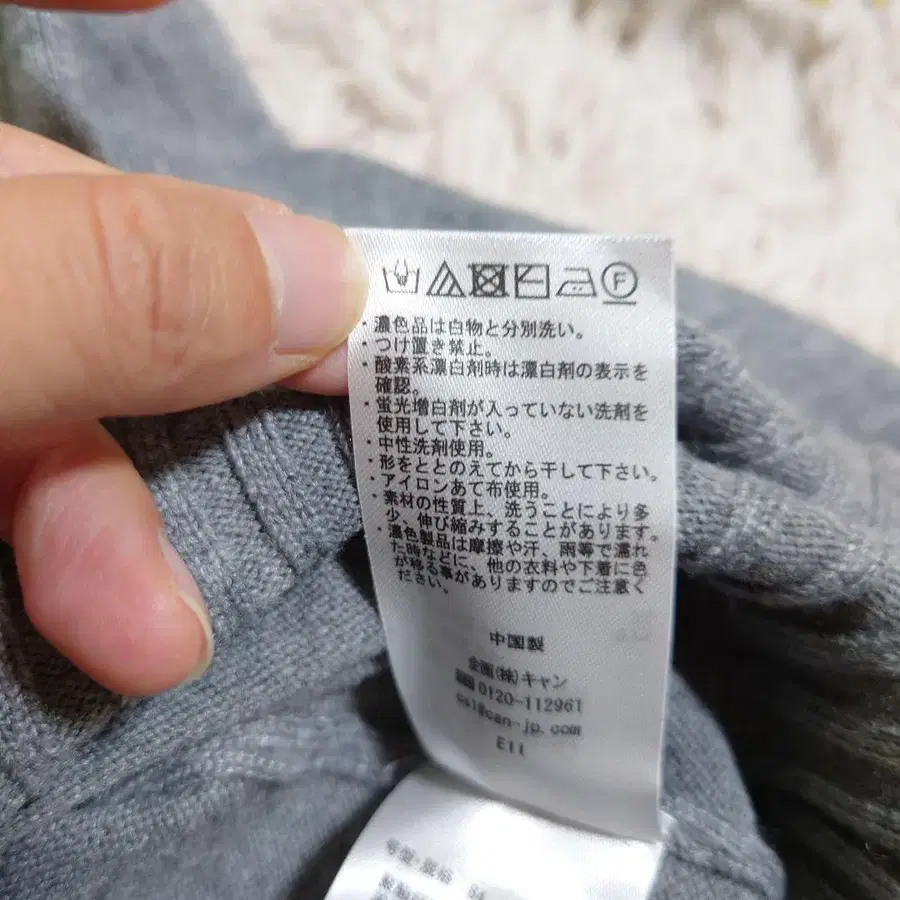 F
・濃色品は白物と分別洗い。
・つけ置き禁止。
・酸素系漂白剤時は漂白剤の表示を
確認。
・蛍光増白剤が入っていない洗剤を
使用して下さい。
・中性洗剤使用。
・形をととのえてから干して下さい。
・アイロンあて布使用。
・素材の性質上、洗うことにより多
少、伸び縮みすることがあります。
・濃色製品は摩擦や汗、雨等で濡れ
た時などに、他の衣料や下着に色
が移る事がありますのでご注意く
ださい。
中国製
企画(株)キャン
0120-112961
cs1@can-jp.com
E11